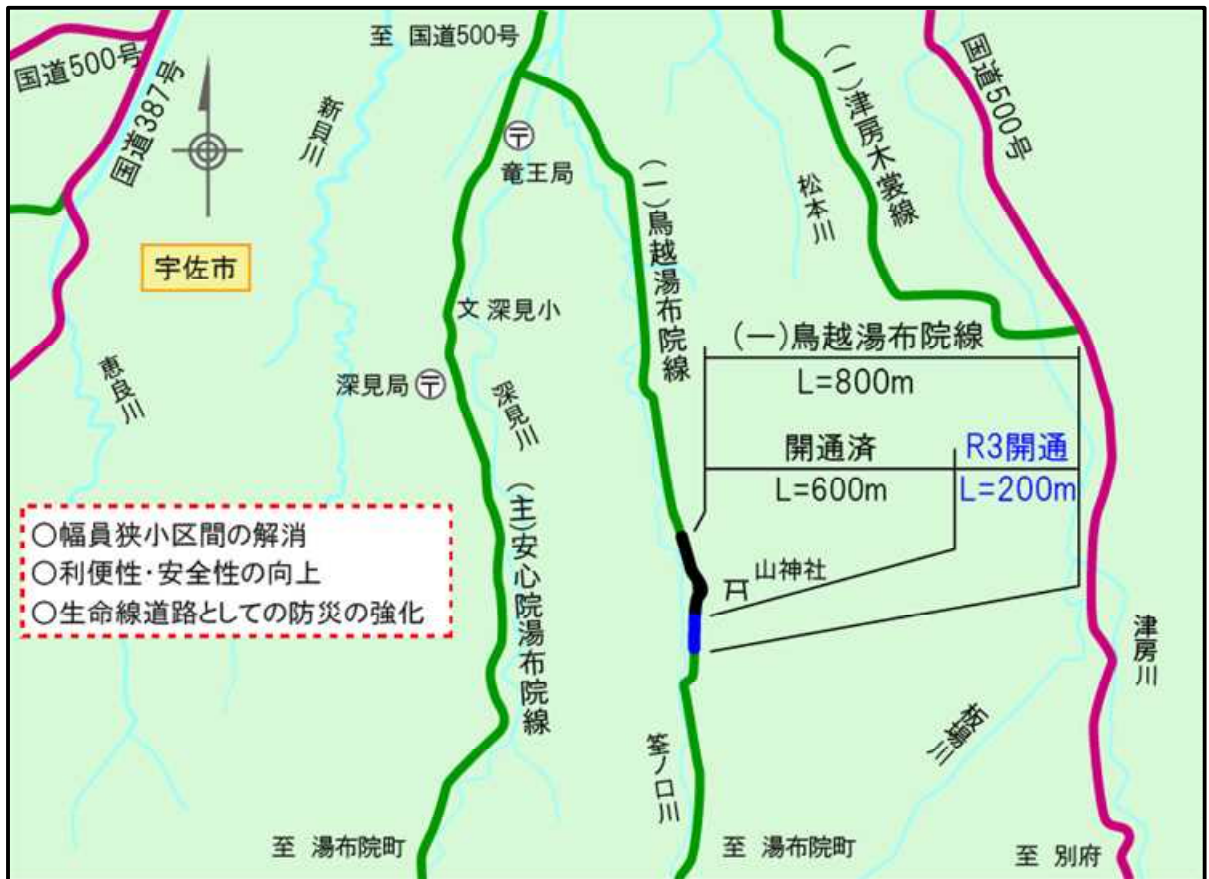 至 国道500号
国道500号
国道387号
新貝川
竜王局
(一)鳥越湯布院線
(一)津房木裳線
松本川
国道500号
宇佐市
恵良川
文 深見小
深見局
深見川
(主)安心院湯布院線
(一)鳥越湯布院線
L=800m
開通済
R3開通
L=600m
L=200m
○幅員狭小区間の解消
○利便性・安全性の向上
○生命線道路としての防災の強化
山神社
津房川
板場川
筌ノ口川
至 湯布院町
至 湯布院町
至 別府